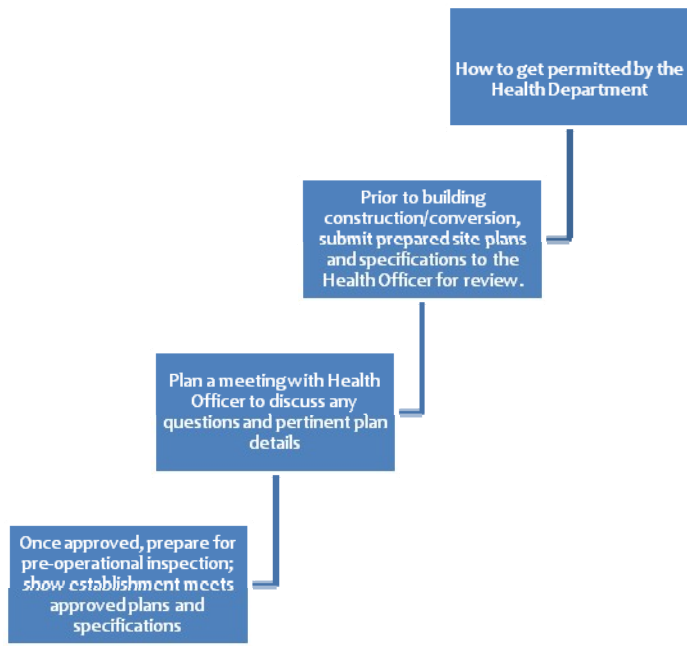 How to get permitted by the
Health Department
Prior to building
construction/conversion,
submit prepared site plans
and specifications to the
Health Officer for review.
Plan a meeting with Health
Officer to discuss any
questions and pertinent plan
details
Once approved, prepare for
pre-operational inspection;
show establishment meets
approved plans and
specifications